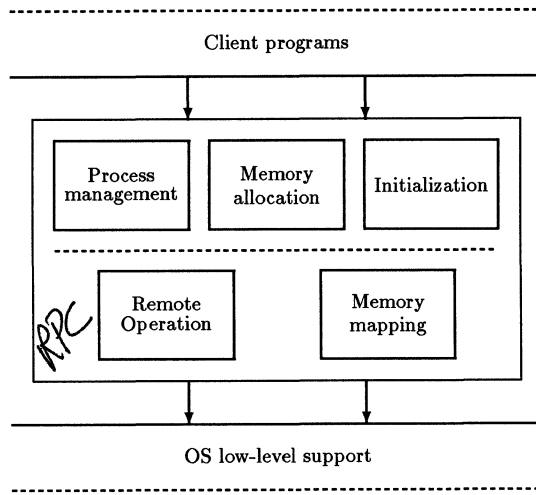 Client programs
Process
management
Memory
allocation
Initialization
RPC
Remote
Operation
Memory
mapping
OS low-level support